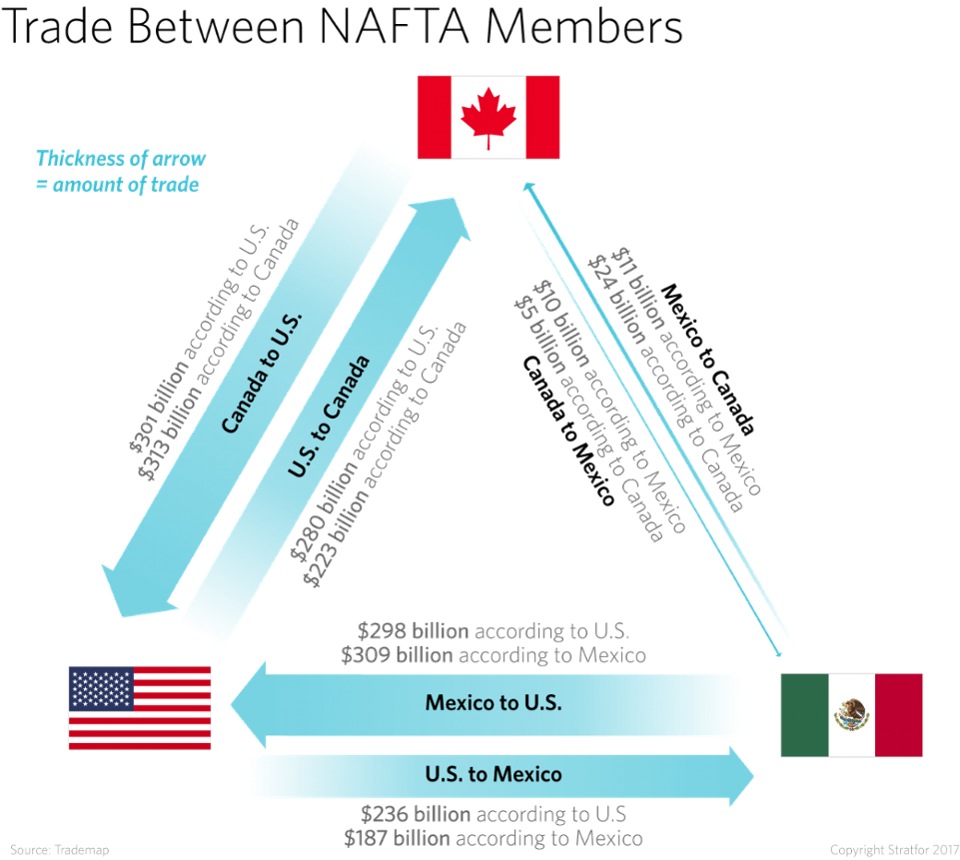 Trade Between NAFTA Members
Thickness of arrow
= amount of trade
$301 billion according to U.S.
$313 billion according to Canada
Canada to U.S.
U.S. to Canada
$280 billion according to U.S.
$223 billion according to Canada
Mexico to Canada
$11 billion according to Mexico
$24 billion according to Canada
$10 billion according to Mexico
$5 billion according to Canada
Canada to Mexico
$298 billion according to U.S.
$309 billion according to Mexico
Mexico to U.S.
U.S. to Mexico
$236 billion according to U.S
$187 billion according to Mexico
Source: Trademap
Copyright Stratfor 2017